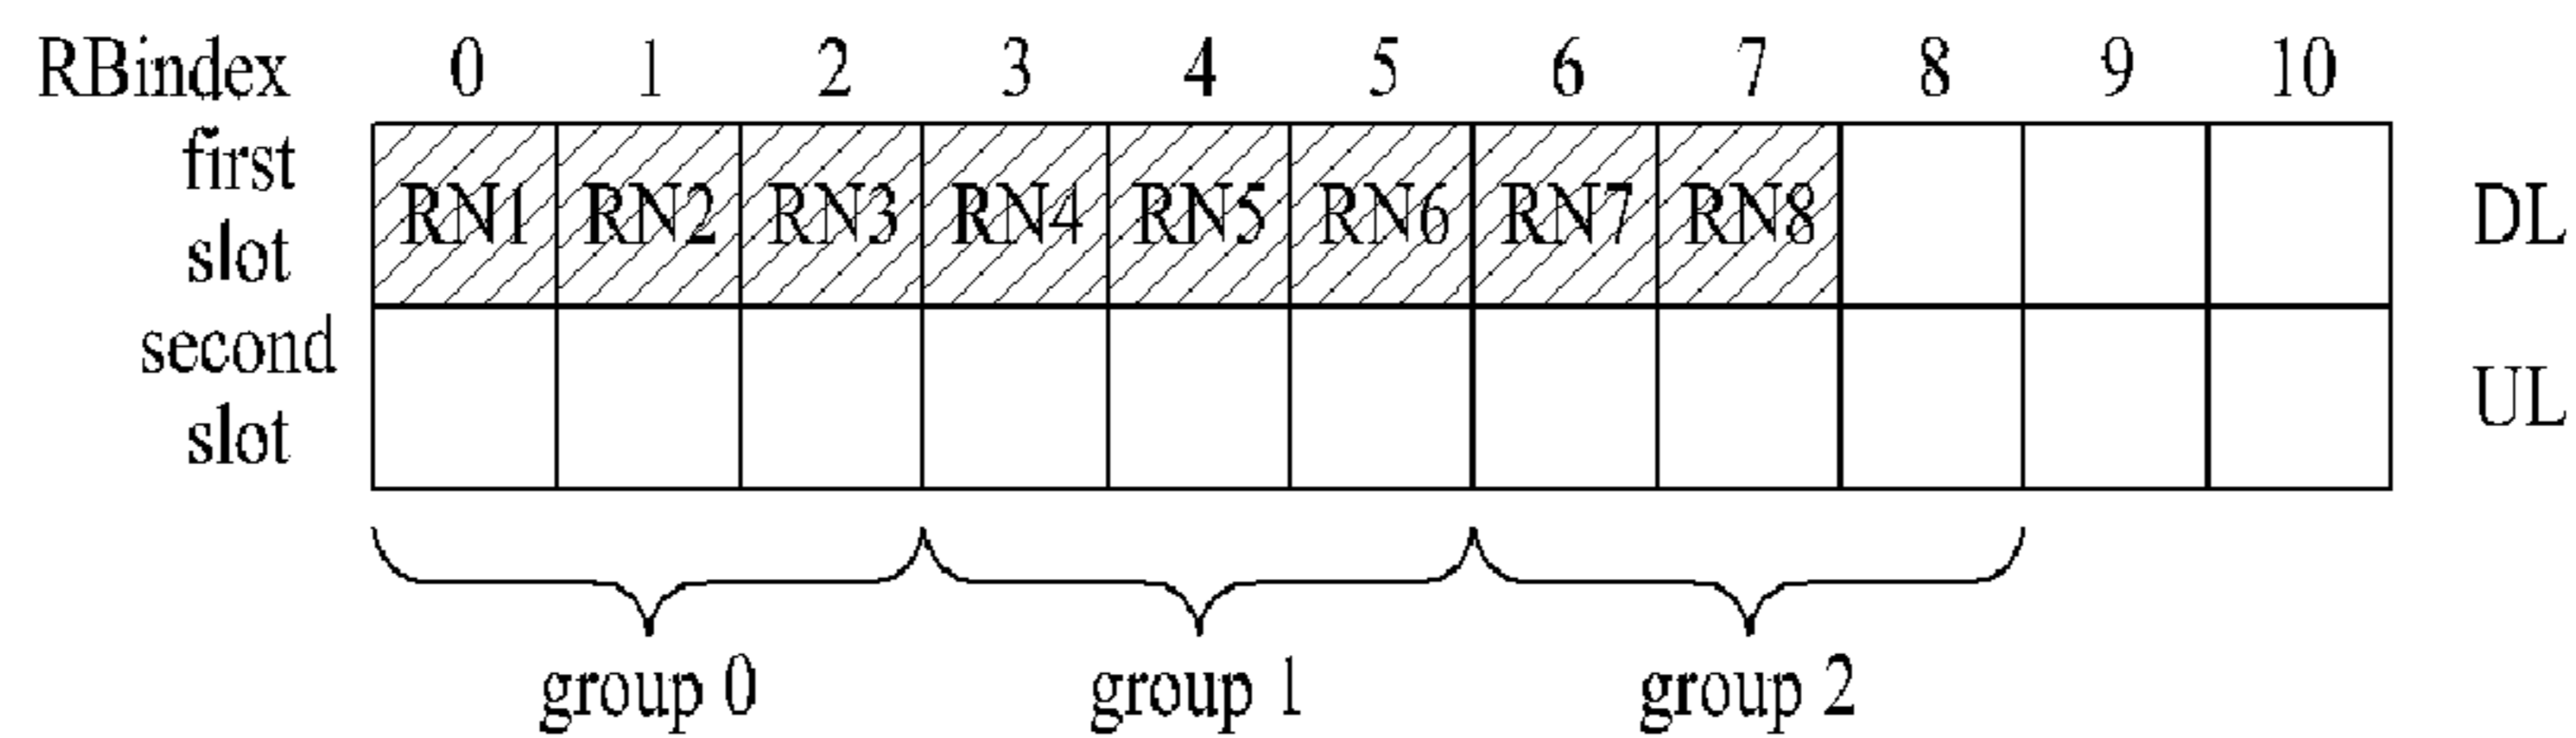 RBindex 0 1 2 3 4 5 6 7 8 9 10
first
slot
RN1 RN2 RN3 RN4 RN5 RN6 RN7 RN8
DL
second
slot
UL
group 0 group 1 group 2